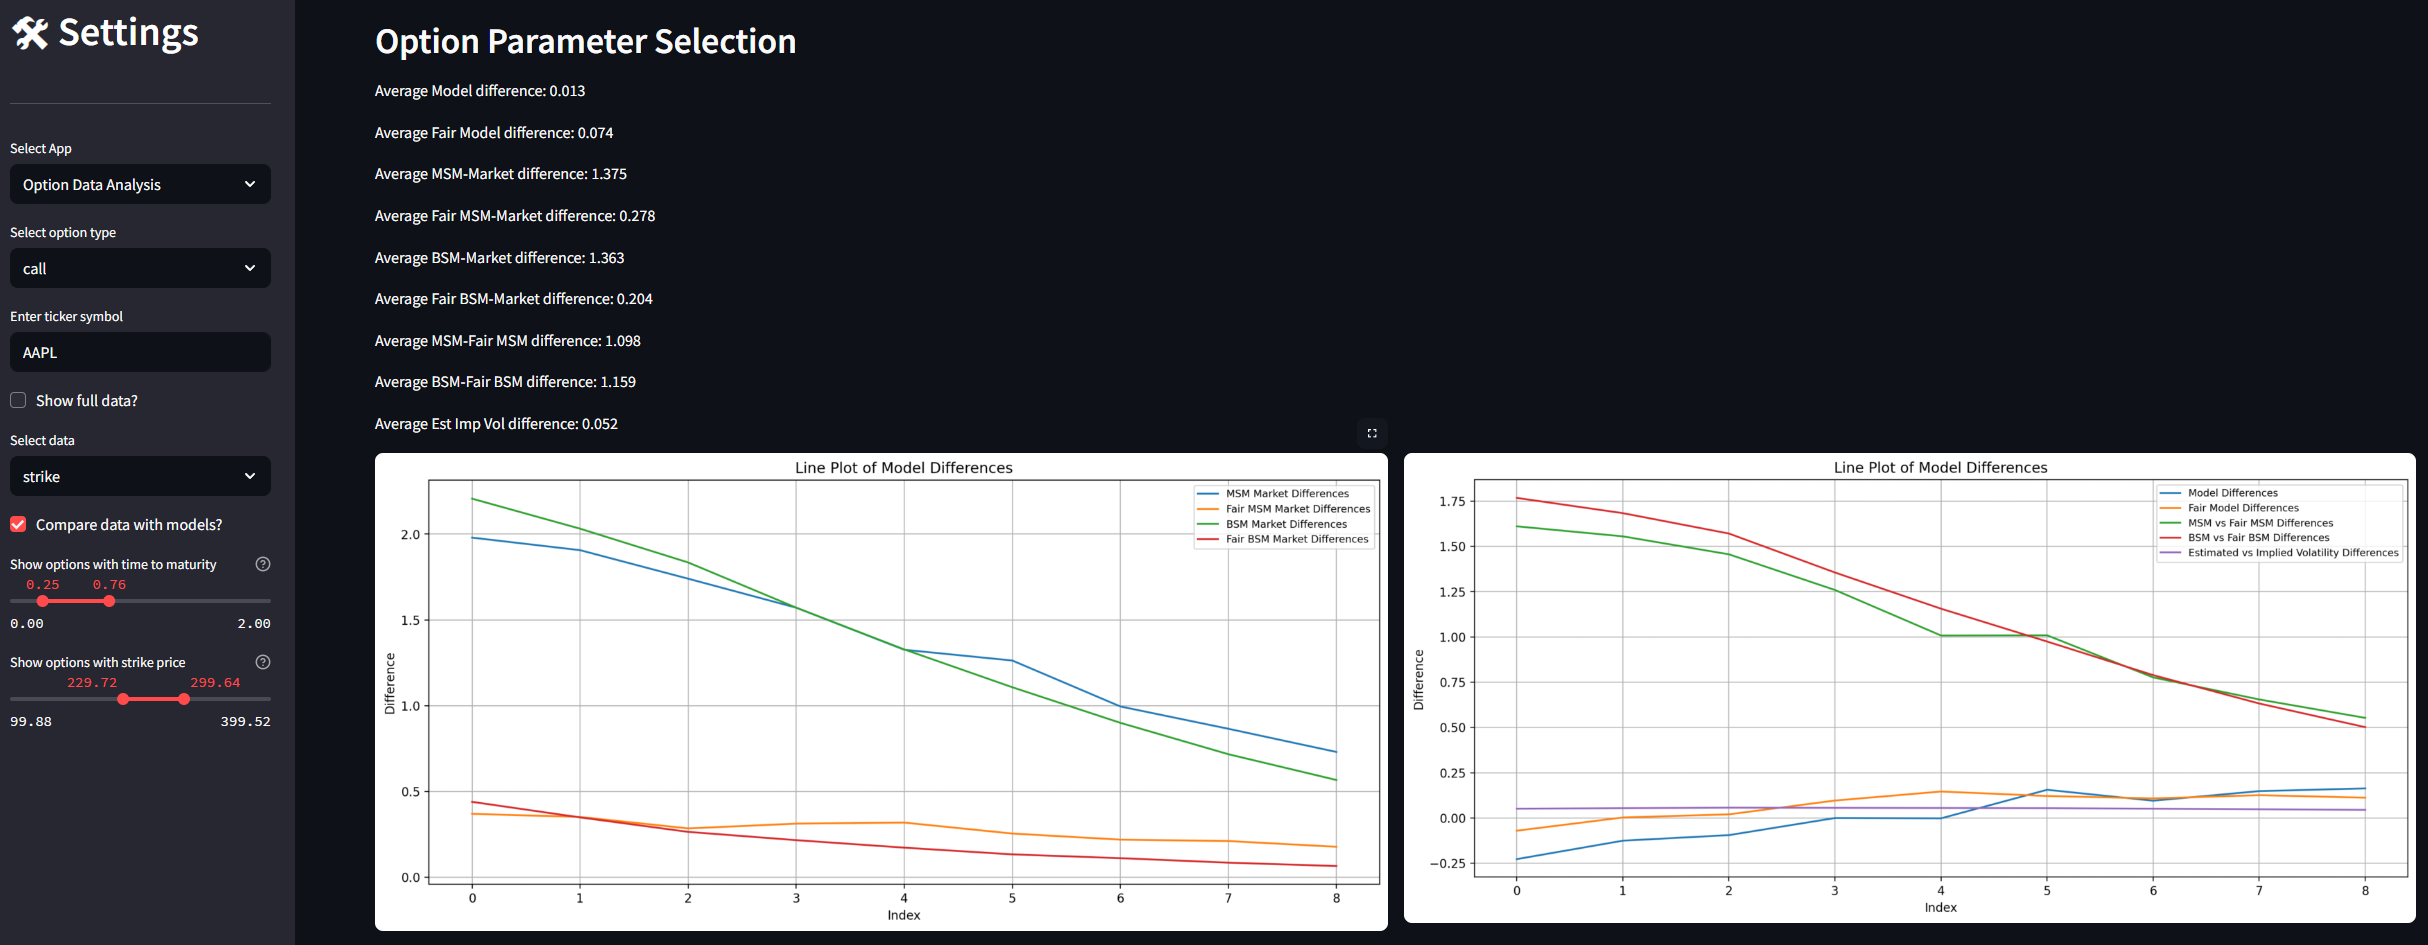 🛠 Settings
Select App
Option Data Analysis
Select option type
call
Enter ticker symbol
AAPL
Show full data?
Select data
strike
Compare data with models?
Show options with time to maturity
0.25 0.76
0.00 2.00
Show options with strike price
229.72 299.64
99.88 399.52
Option Parameter Selection
Average Model difference: 0.013
Average Fair Model difference: 0.074
Average MSM-Market difference: 1.375
Average Fair MSM-Market difference: 0.278
Average BSM-Market difference: 1.363
Average Fair BSM-Market difference: 0.204
Average MSM-Fair MSM difference: 1.098
Average BSM-Fair BSM difference: 1.159
Average Est Imp Vol difference: 0.052
Line Plot of Model Differences
MSM Market Differences
Fair MSM Market Differences
BSM Market Differences
Fair BSM Market Differences
2.0
1.5
1.0
0.5
0.0
Difference
0 1 2 3 4 5 6 7 8
Index
Line Plot of Model Differences
Model Differences
Fair Model Differences
MSM vs Fair MSM Differences
BSM vs Fair BSM Differences
Estimated vs Implied Volatility Differences
1.75
1.50
1.25
1.00
0.75
0.50
0.25
0.00
−0.25
Difference
0 1 2 3 4 5 6 7 8
Index